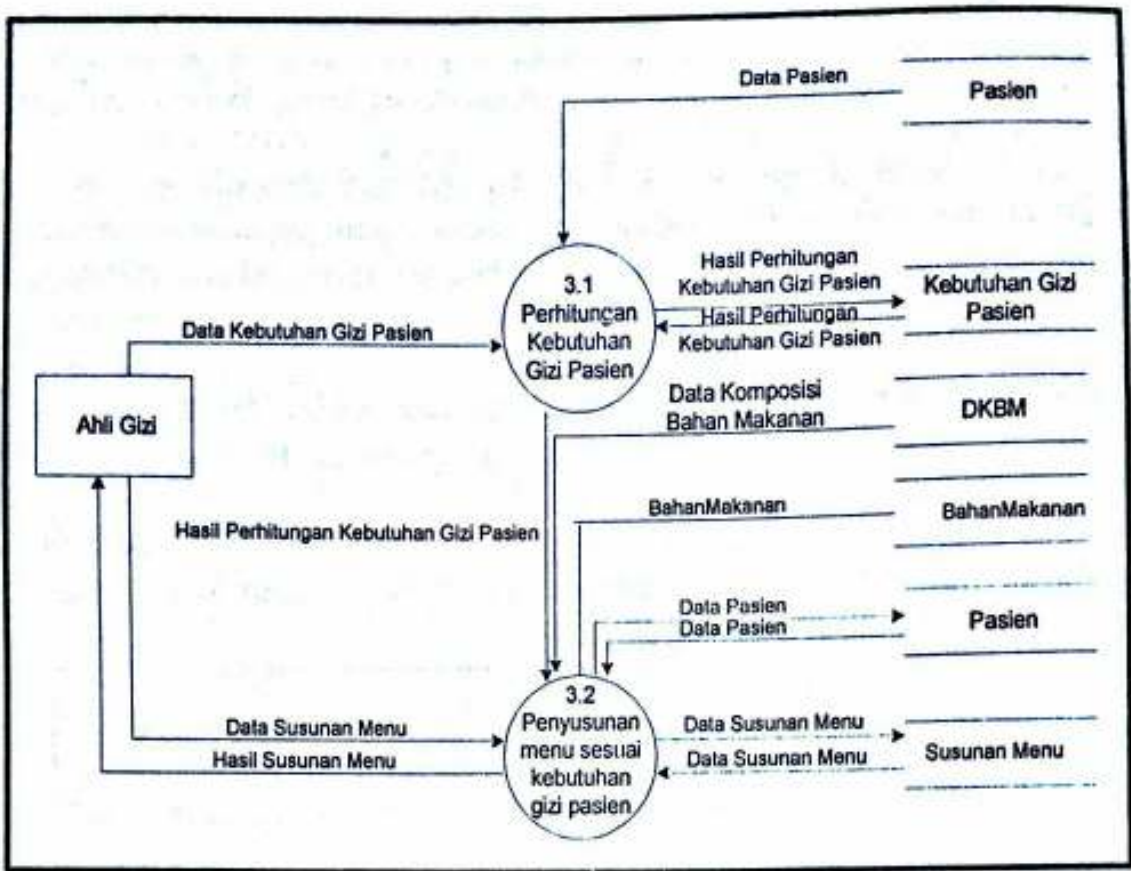 Data Pasien
Pasien
3.1
Perhitungan
Kebutuhan
Gizi Pasien
Hasil Perhitungan
Kebutuhan Gizi Pasien
Hasil Perhitungan
Kebutuhan Gizi Pasien
Kebutuhan Gizi
Pasien
Data Kebutuhan Gizi Pasien
Ahli Gizi
Data Komposisi
Bahan Makanan
DKBM
Hasil Perhitungan Kebutuhan Gizi Pasien
BahanMakanan
BahanMakanan
Data Pasien
Data Pasien
Pasien
3.2
Penyusunan
menu sesuai
kebutuhan
gizi pasien
Data Susunan Menu
Hasil Susunan Menu
Data Susunan Menu
Data Susunan Menu
Susunan Menu